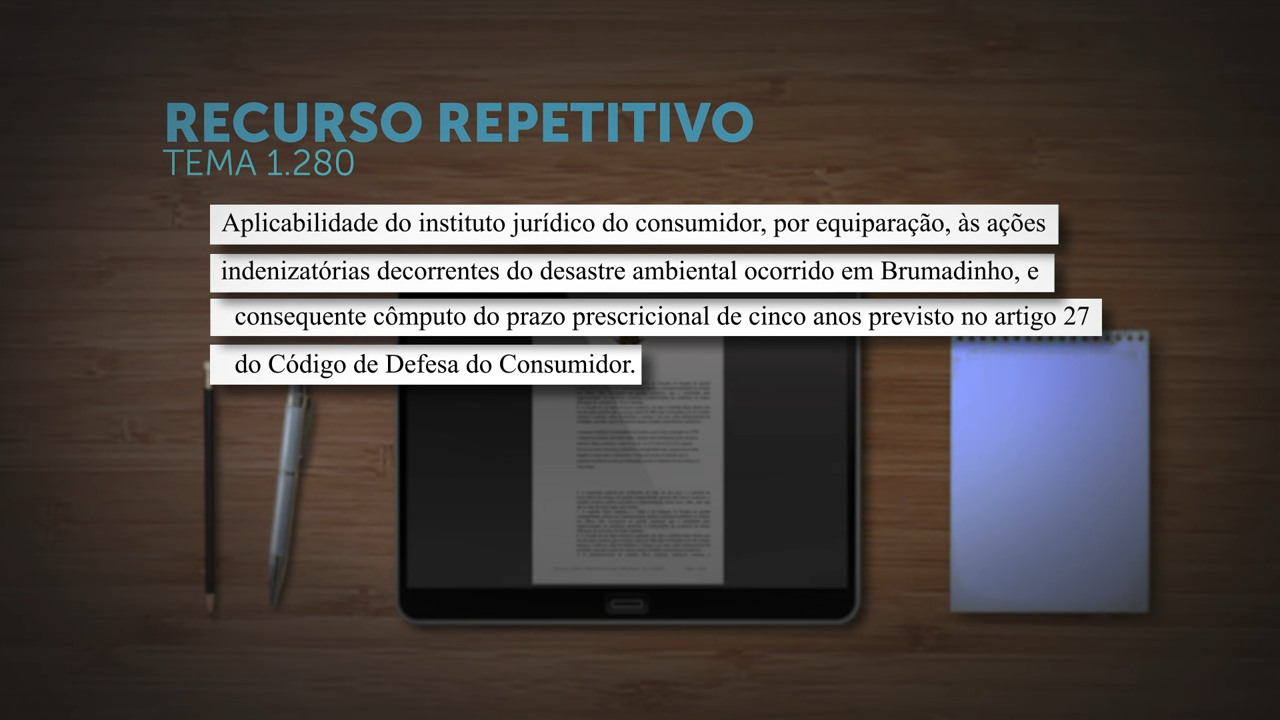 RECURSO REPETITIVO
TEMA 1.280
Aplicabilidade do instituto jurídico do consumidor, por equiparação, às ações
indenizatórias decorrentes do desastre ambiental ocorrido em Brumadinho, e
consequente cômputo do prazo prescricional de cinco anos previsto no artigo 27
do Código de Defesa do Consumidor.